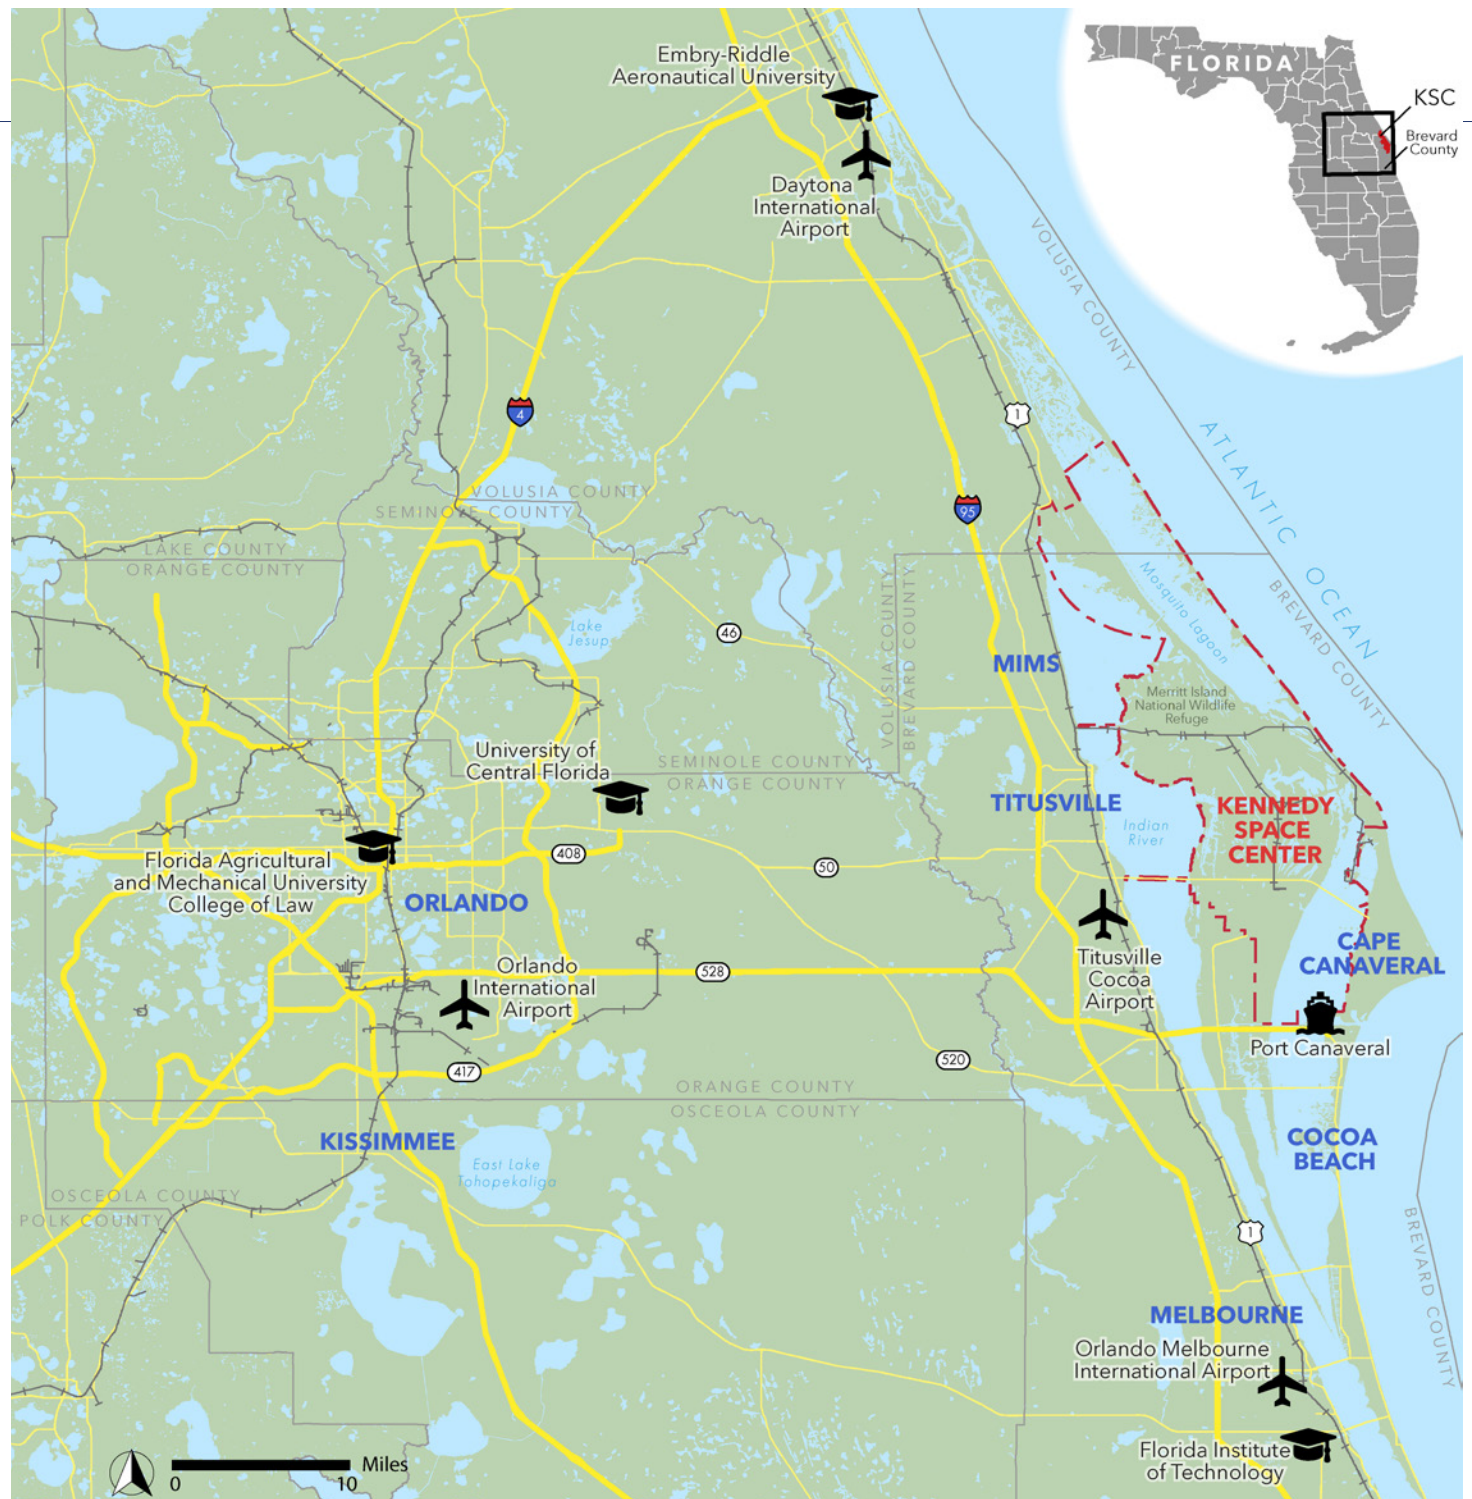 Embry-Riddle
Aeronautical University
FLORIDA
KSC
Brevard
County
Daytona
International
Airport
VOLUSIA COUNTY
BREVARD COUNTY
ATLANTIC OCEAN
4
1
95
VOLUSIA COUNTY
SEMINOLE COUNTY
LAKE COUNTY
ORANGE COUNTY
Mosquito Lagoon
Lake
Jesup
46
VOLUSIA COUNTY
BREVARD COUNTY
MIMS
Merritt Island
National Wildlife
Refuge
University of
Central Florida
SEMINOLE COUNTY
ORANGE COUNTY
TITUSVILLE
Indian
River
KENNEDY
SPACE
CENTER
408
50
Florida Agricultural
and Mechanical University
College of Law
ORLANDO
CAPE
CANAVERAL
Orlando
International
Airport
528
Titusville
Cocoa
Airport
Port Canaveral
417
520
ORANGE COUNTY
OSCEOLA COUNTY
KISSIMMEE
COCOA
BEACH
East Lake
Tohopekaliga
OSCEOLA COUNTY
POLK COUNTY
1
BREVARD COUNTY
MELBOURNE
Orlando Melbourne
International Airport
Florida Institute
of Technology
Miles
0 10